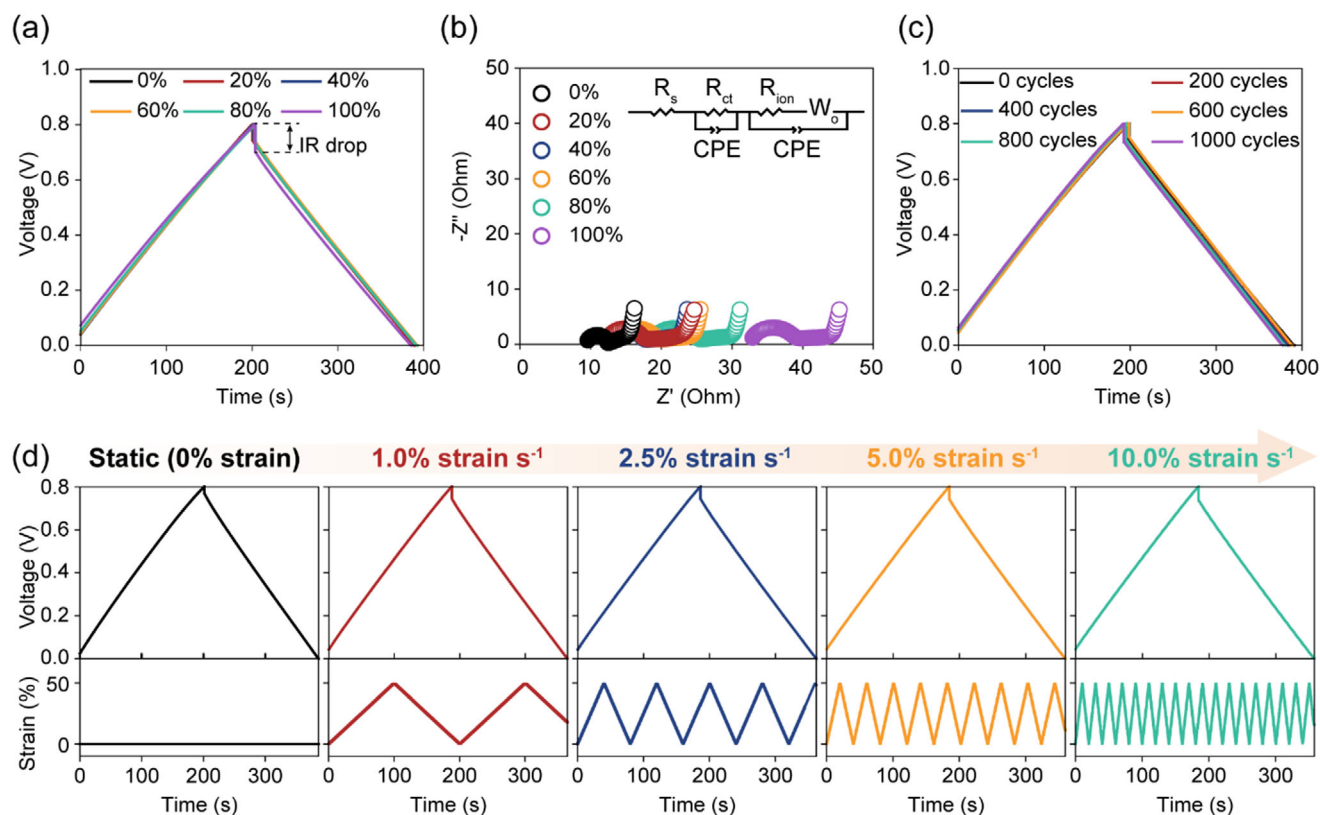 (a)
1.0
0.8
0.6
0.4
0.2
0.0
Voltage (V)
0% 20% 40%
60% 80% 100%
IR drop
0 100 200 300 400
Time (s)
(b)
50
40
30
20
10
0
-Z'' (Ohm)
0%
20%
40%
60%
80%
100%
Rs Rct Rion Wo
CPE CPE
0 10 20 30 40 50
Z' (Ohm)
(c)
1.0
0.8
0.6
0.4
0.2
0.0
Voltage (V)
0 cycles 200 cycles
400 cycles 600 cycles
800 cycles 1000 cycles
0 100 200 300 400
Time (s)
(d)
Static (0% strain) 1.0% strain s⁻¹ 2.5% strain s⁻¹ 5.0% strain s⁻¹ 10.0% strain s⁻¹
0.8
0.6
0.4
0.2
0.0
Voltage (V)
50
0
Strain (%)
0 200 300 0 100 200 300 0 100 200 300 0 100 200 300 0 100 200 300
Time (s) Time (s) Time (s) Time (s) Time (s)